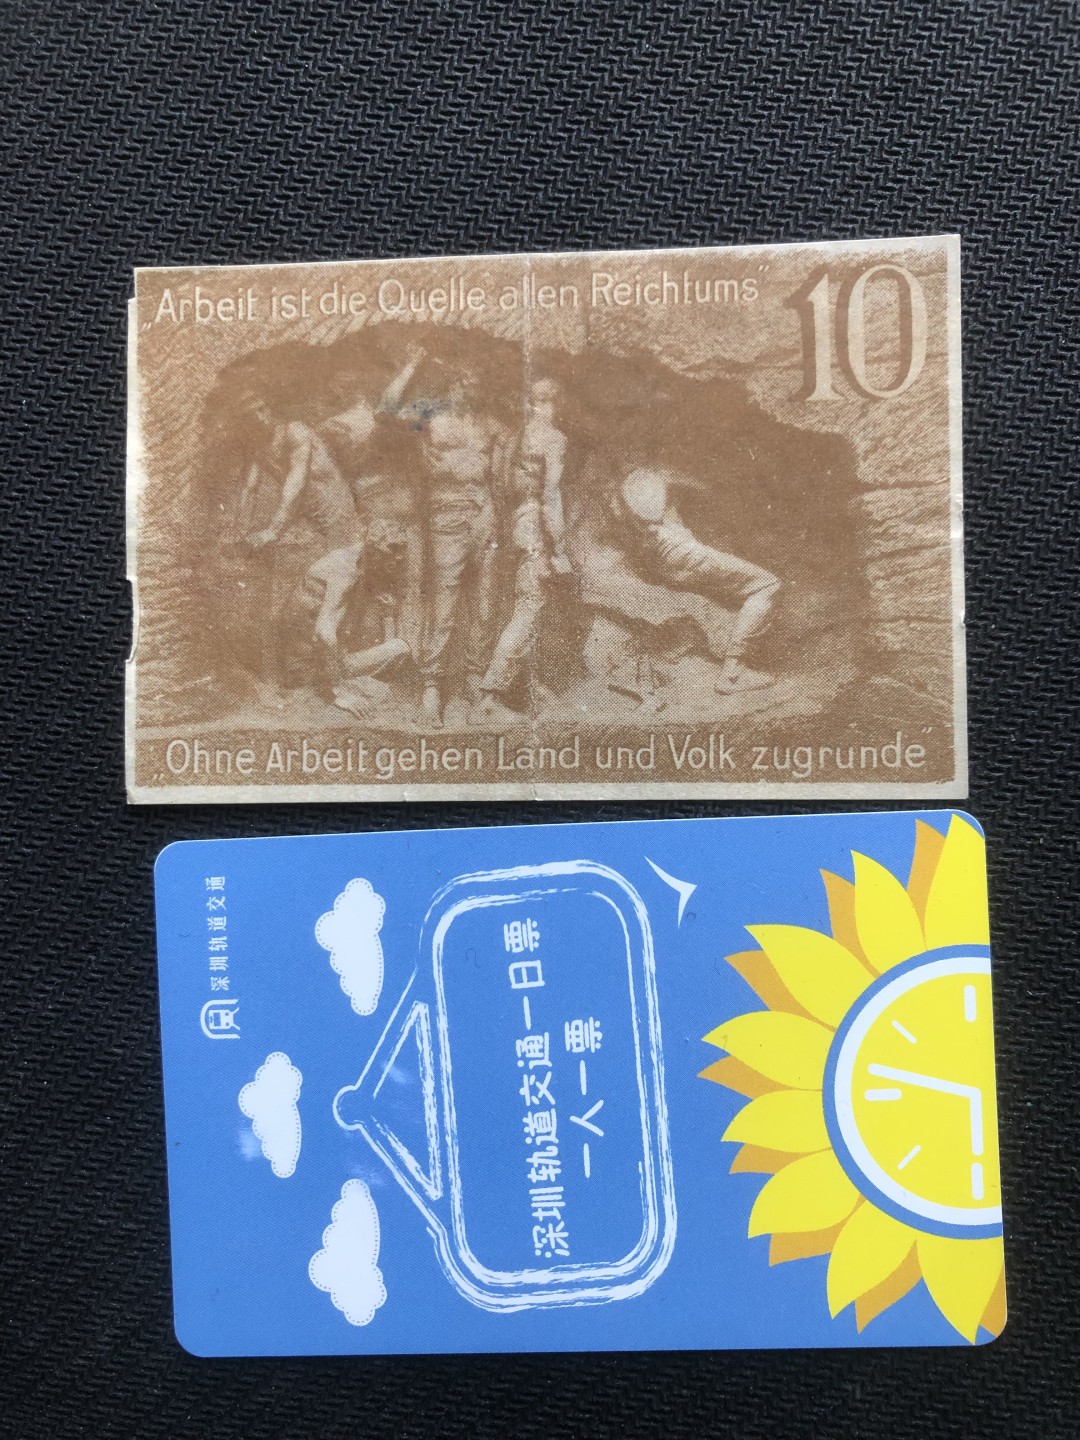 „Arbeit ist die Quelle allen Reichtums”
10
„Ohne Arbeit gehen Land und Volk zugrunde”
深圳轨道交通
深圳轨道交通一日票
一人一票